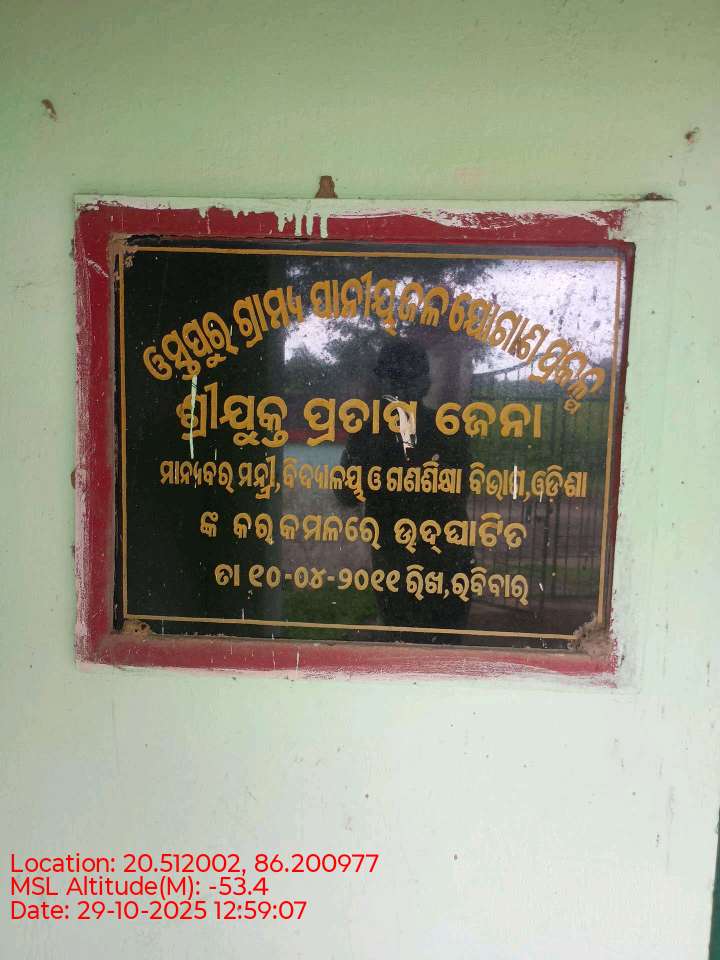 ଓସ୍ତପୁର ଗ୍ରାମ୍ୟ ପାନୀୟ ଜଳ ଯୋଗାଣ ପ୍ରକଳ୍ପ
ଶ୍ରୀଯୁକ୍ତ ପ୍ରତାପ ଜେନା
ମାନ୍ୟବର ମନ୍ତ୍ରୀ,ବିଦ୍ୟାଳୟ ଓ ଗଣଶିକ୍ଷା ବିଭାଗ,ଓଡ଼ିଶା
ଙ୍କ କର କମଳରେ ଉଦ୍‌ଘାଟିତ
ତା ୧୦-୦୪-୨୦୧୧ ରିଖ,ରବିବାର
Location: 20.512002, 86.200977
MSL Altitude(M): -53.4
Date: 29-10-2025 12:59:07